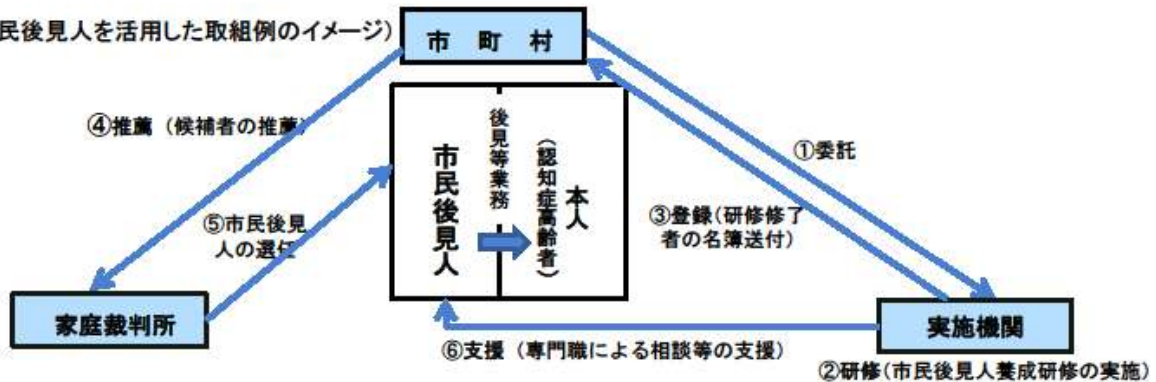 民後見人を活用した取組例のイメージ)
市 町 村
④推薦（候補者の推薦）
①委託
後見等業務
市民後見人
本人
（認知症高齢者）
③登録(研修修了
者の名簿送付)
⑤市民後見
人の選任
家庭裁判所
実施機関
⑥支援（専門職による相談等の支援）
②研修(市民後見人養成研修の実施)